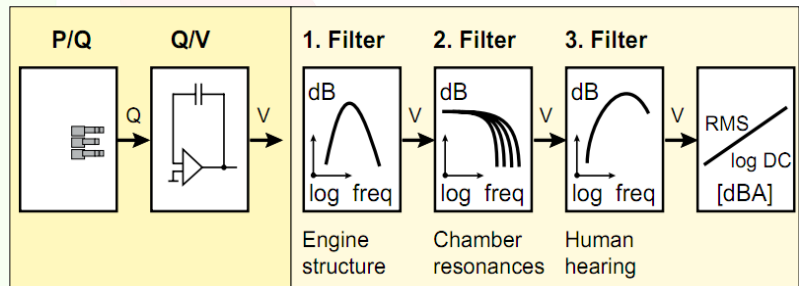 P/Q
Q/V
1. Filter
2. Filter
3. Filter
Q
V
dB
log freq
V
dB
log freq
V
dB
log freq
V
RMS
log DC
[dBA]
Engine
structure
Chamber
resonances
Human
hearing